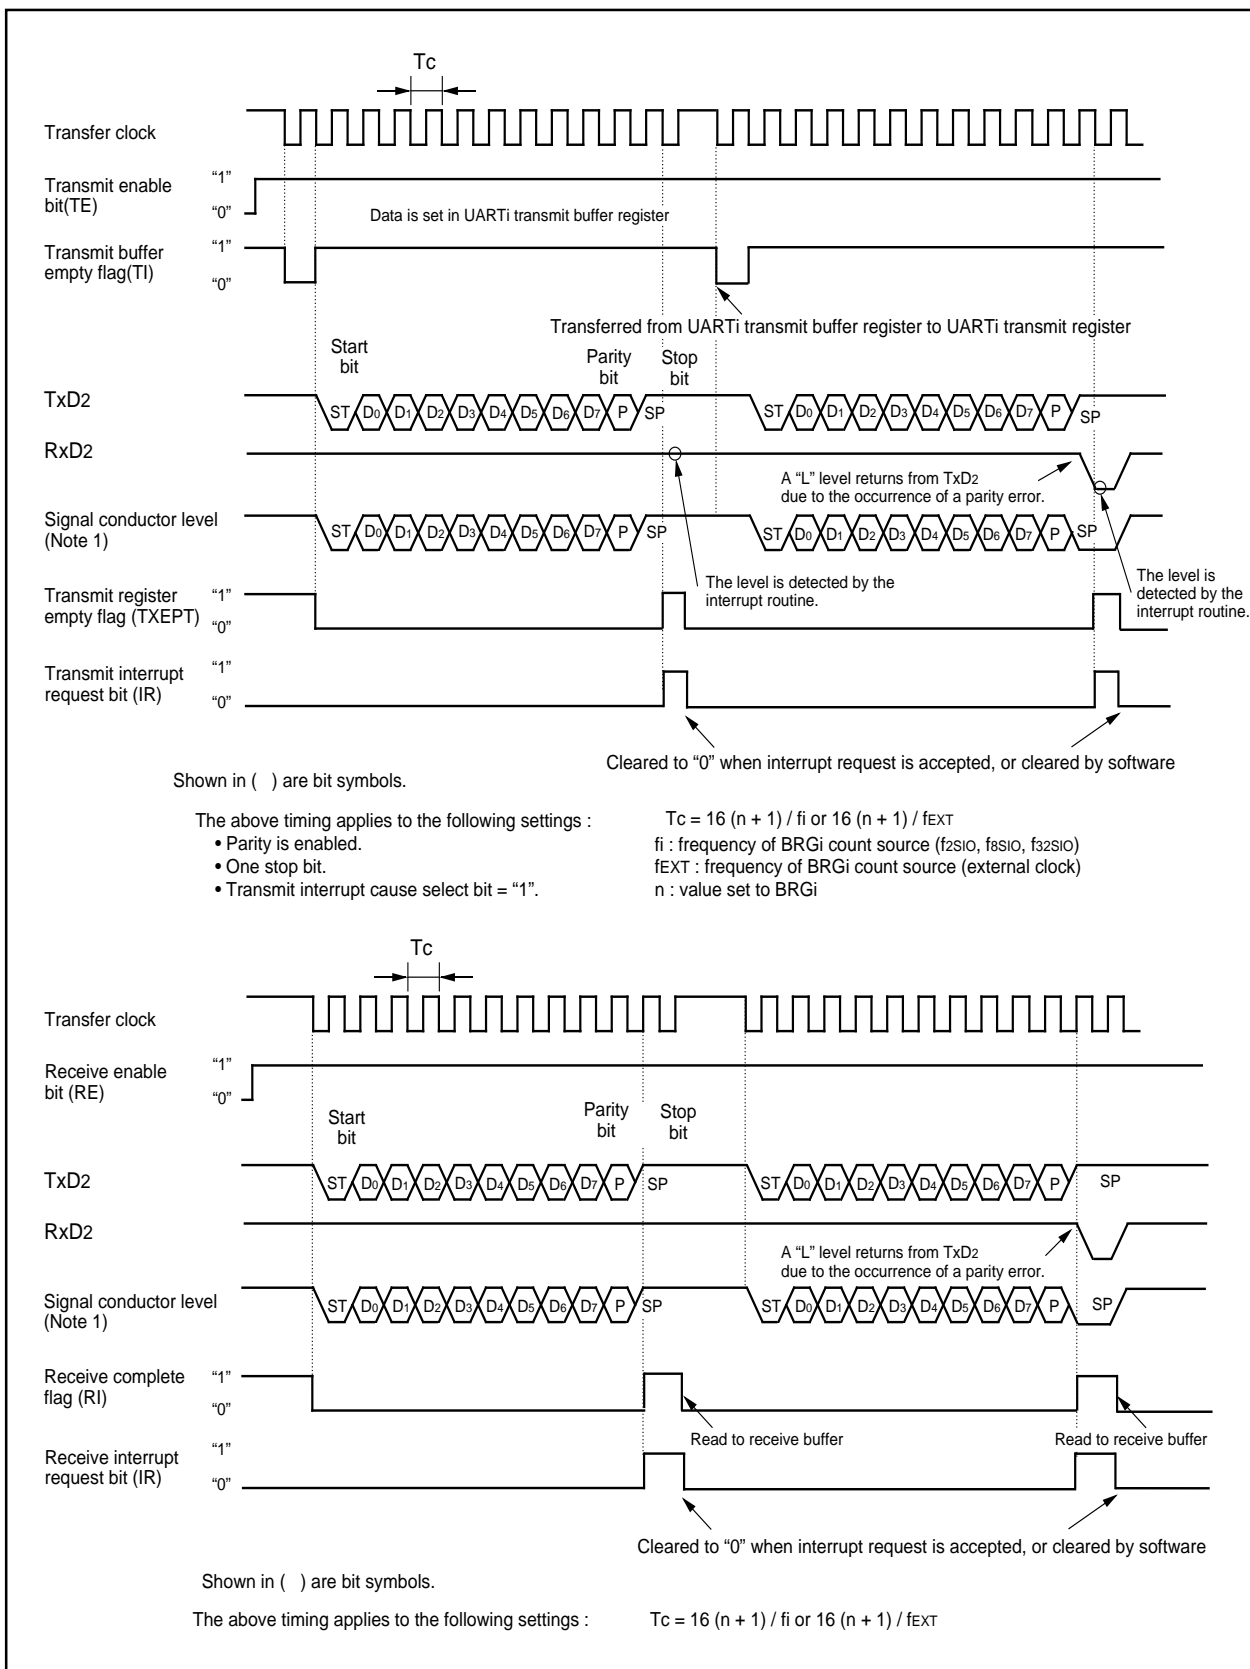 Tc
Transfer clock
Transmit enable
bit(TE)
“1”
“0”
Data is set in UARTi transmit buffer register
Transmit buffer
empty flag(TI)
“1”
“0”
Transferred from UARTi transmit buffer register to UARTi transmit register
Start
bit
Parity
bit
Stop
bit
TxD2
ST D0 D1 D2 D3 D4 D5 D6 D7 P SP
ST D0 D1 D2 D3 D4 D5 D6 D7 P SP
RxD2
A “L” level returns from TxD2
due to the occurrence of a parity error.
Signal conductor level
(Note 1)
ST D0 D1 D2 D3 D4 D5 D6 D7 P SP
ST D0 D1 D2 D3 D4 D5 D6 D7 P SP
The level is detected by the
interrupt routine.
The level is
detected by the
interrupt routine.
Transmit register
empty flag (TXEPT)
“1”
“0”
Transmit interrupt
request bit (IR)
“1”
“0”
Cleared to “0” when interrupt request is accepted, or cleared by software
Shown in ( ) are bit symbols.
The above timing applies to the following settings :
• Parity is enabled.
• One stop bit.
• Transmit interrupt cause select bit = “1”.
Tc = 16 (n + 1) / fi or 16 (n + 1) / fEXT
fi : frequency of BRGi count source (f2SIO, f8SIO, f32SIO)
fEXT : frequency of BRGi count source (external clock)
n : value set to BRGi
Tc
Transfer clock
Receive enable
bit (RE)
“1”
“0”
Start
bit
Parity
bit
Stop
bit
TxD2
ST D0 D1 D2 D3 D4 D5 D6 D7 P SP
ST D0 D1 D2 D3 D4 D5 D6 D7 P SP
RxD2
A “L” level returns from TxD2
due to the occurrence of a parity error.
Signal conductor level
(Note 1)
ST D0 D1 D2 D3 D4 D5 D6 D7 P SP
ST D0 D1 D2 D3 D4 D5 D6 D7 P SP
Receive complete
flag (RI)
“1”
“0”
Read to receive buffer
Read to receive buffer
Receive interrupt
request bit (IR)
“1”
“0”
Cleared to “0” when interrupt request is accepted, or cleared by software
Shown in ( ) are bit symbols.
The above timing applies to the following settings :
Tc = 16 (n + 1) / fi or 16 (n + 1) / fEXT